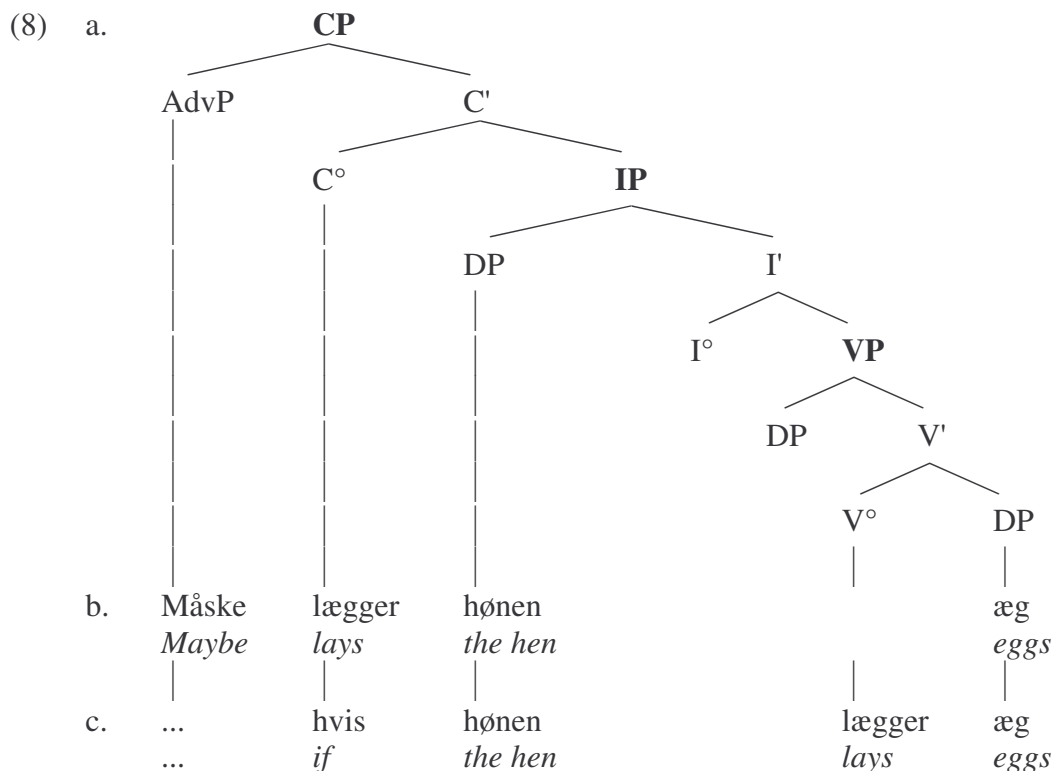 (8) a. CP
AdvP C'
C° IP
DP I'
I° VP
DP V'
V° DP
b. Måske lægger hønen æg
Maybe lays the hen eggs
c. ... hvis hønen lægger æg
... if the hen lays eggs